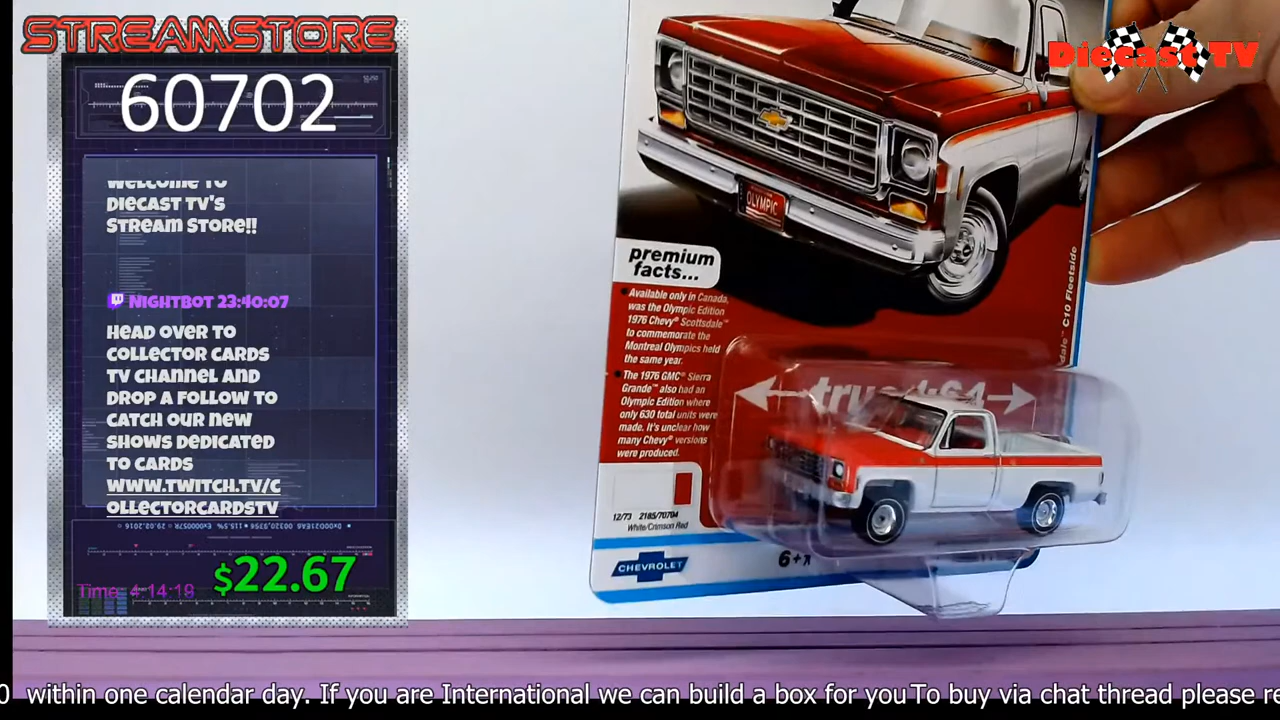 STREAMSTORE
60702
WELCOME TO
DIECAST TV'S
STREAM STORE!!
NIGHTBOT 23:40:07
HEAD OVER TO
COLLECTOR CARDS
TV CHANNEL AND
DROP A FOLLOW TO
CATCH OUR NEW
SHOWS DEDICATED
TO CARDS
WWW.TWITCH.TV/C
OLLECTORCARDSTV
Time: 4:14:19
$22.67
Diecast TV
OLYMPIC
premium
facts...
Available only in Canada,
was the Olympic Edition
1976 Chevy® Scottsdale™
to commemorate the
Montreal Olympics held
the same year.
The 1976 GMC® Sierra
Grande™ also had an
Olympic Edition where
only 630 total units were
made. It's unclear how
many Chevy® versions
were produced.
C10 Fleetside
12/73
White/Crimson Red
CHEVROLET
6+
0 within one calendar day. If you are International we can build a box for you To buy via chat thread please re